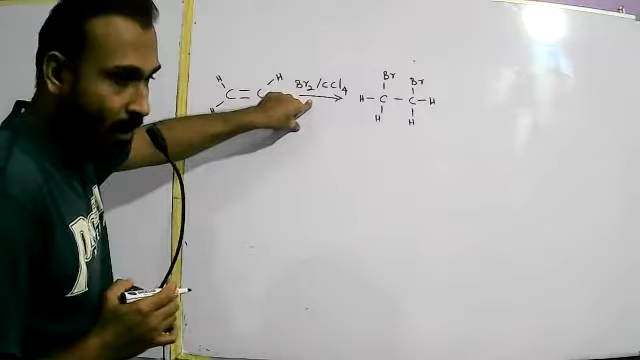 H H Br₂/CCl₄ Br Br
C = C ⟶ H – C – C – H
H H H